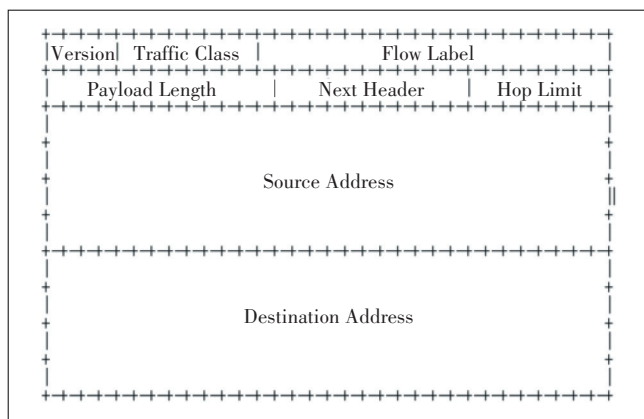 Version Traffic Class Flow Label
Payload Length Next Header Hop Limit
Source Address
Destination Address